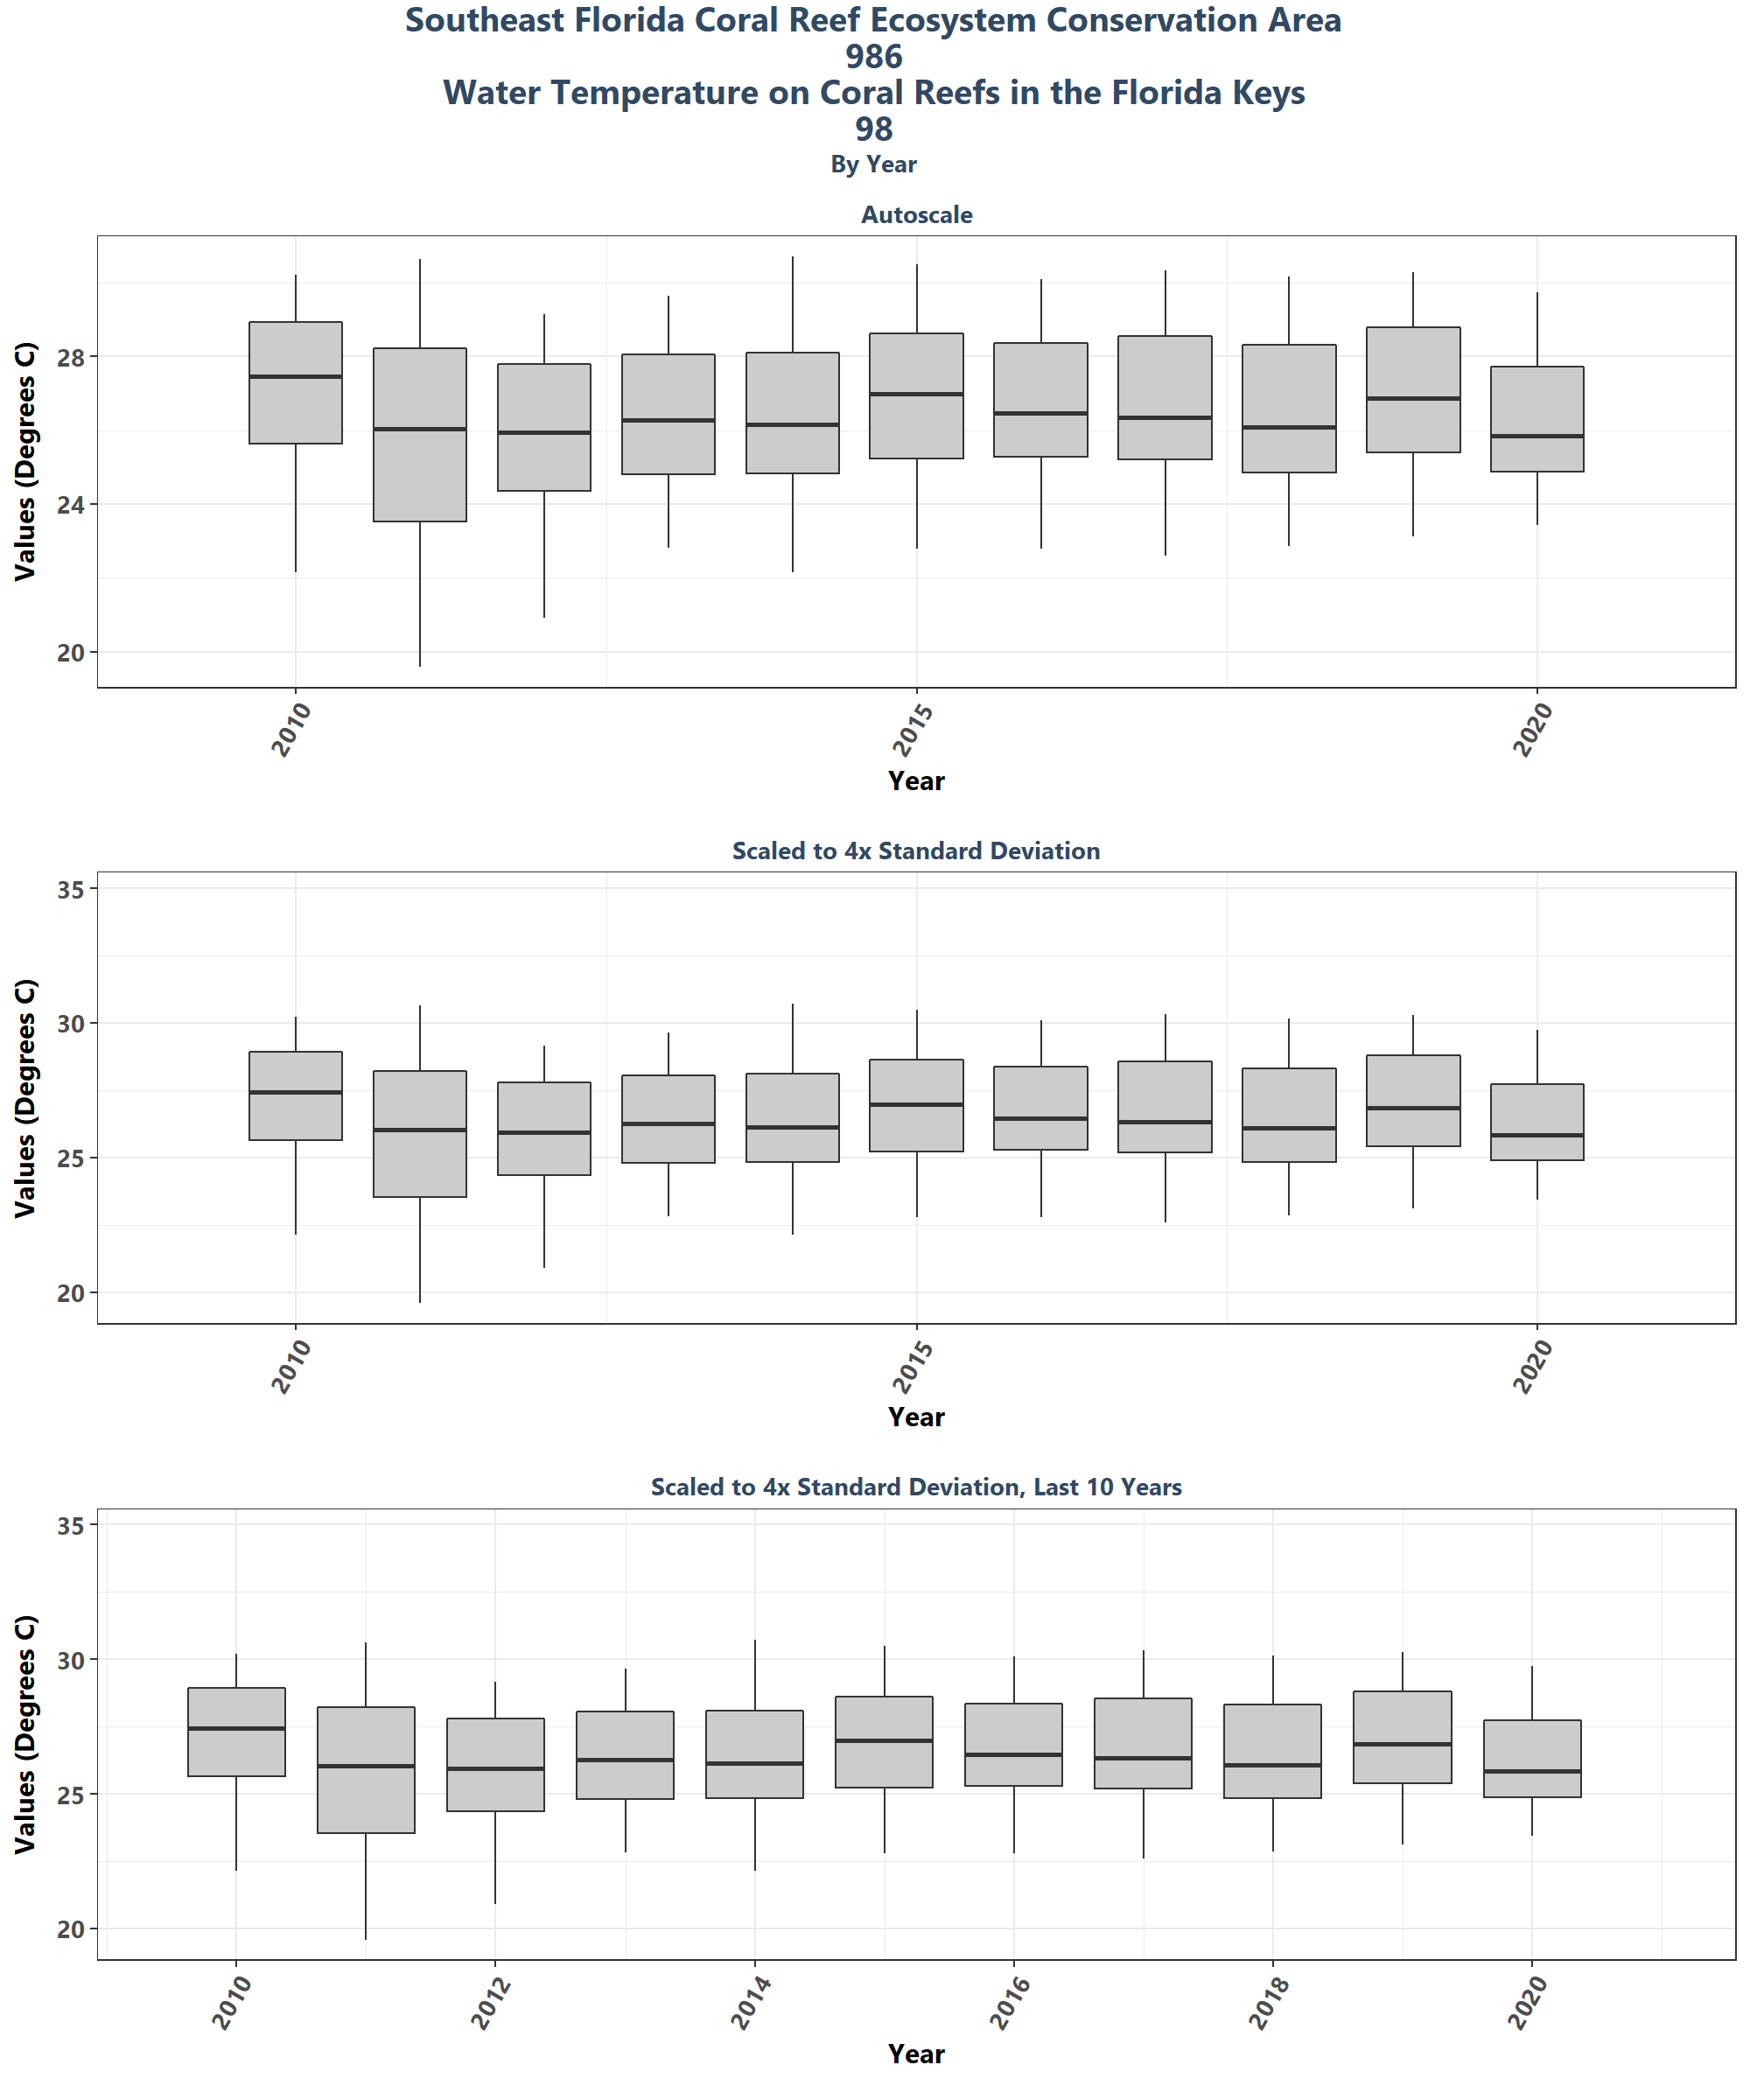 Southeast Florida Coral Reef Ecosystem Conservation Area
986
Water Temperature on Coral Reefs in the Florida Keys
98
By Year
Autoscale
Values (Degrees C)
28
24
20
2010
2015
2020
Year
Scaled to 4x Standard Deviation
Values (Degrees C)
35
30
25
20
2010
2015
2020
Year
Scaled to 4x Standard Deviation, Last 10 Years
Values (Degrees C)
35
30
25
20
2010
2012
2014
2016
2018
2020
Year